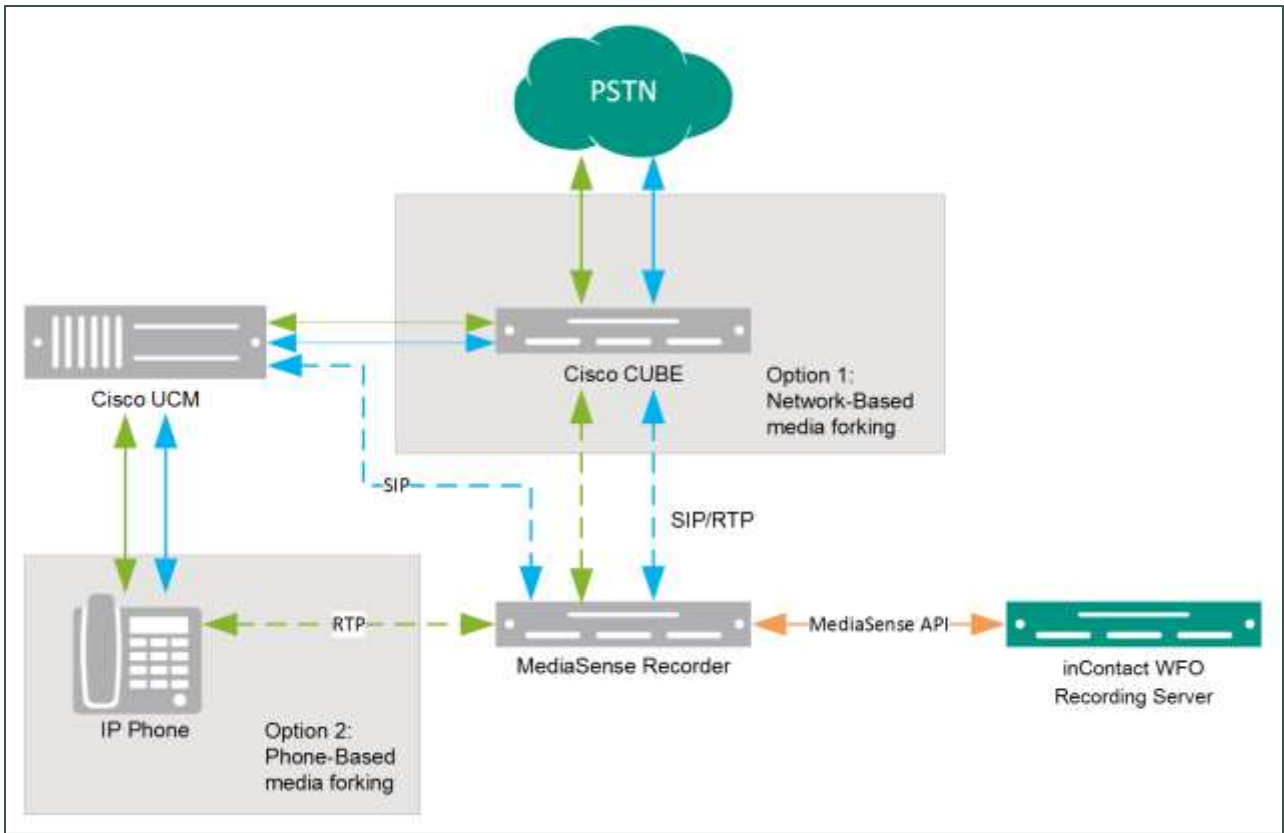 PSTN
Cisco CUBE
Option 1:
Network-Based
media forking
Cisco UCM
SIP
SIP/RTP
RTP
MediaSense API
MediaSense Recorder
inContact WFO
Recording Server
IP Phone
Option 2:
Phone-Based
media forking